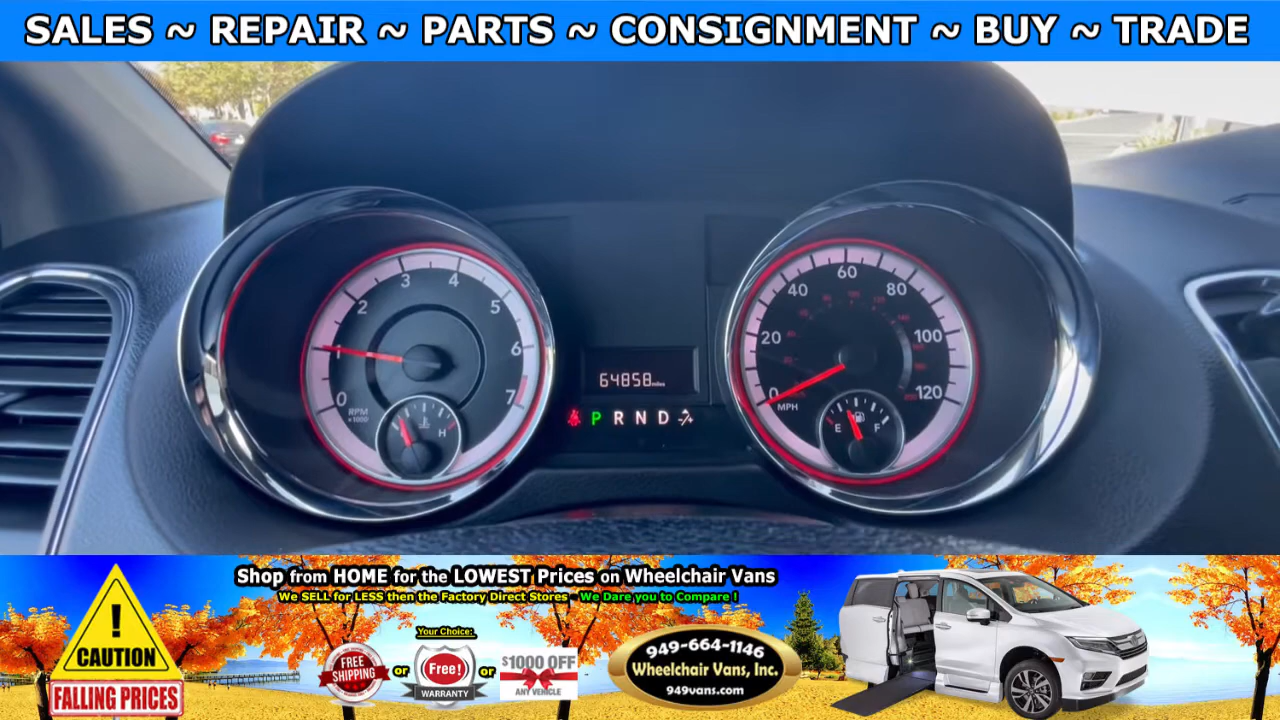 SALES ~ REPAIR ~ PARTS ~ CONSIGNMENT ~ BUY ~ TRADE
0
2
3
4
5
6
7
RPM
x1000
H
64858 miles
P R N D
0
20
40
60
80
100
120
MPH
E F
Shop from HOME for the LOWEST Prices on Wheelchair Vans
We SELL for LESS then the Factory Direct Stores We Dare you to Compare !
!
CAUTION
FALLING PRICES
Your Choice:
FREE
SHIPPING
or
Free!
WARRANTY
or
$1000 OFF
ANY VEHICLE
949-664-1146
Wheelchair Vans, Inc.
949vans.com